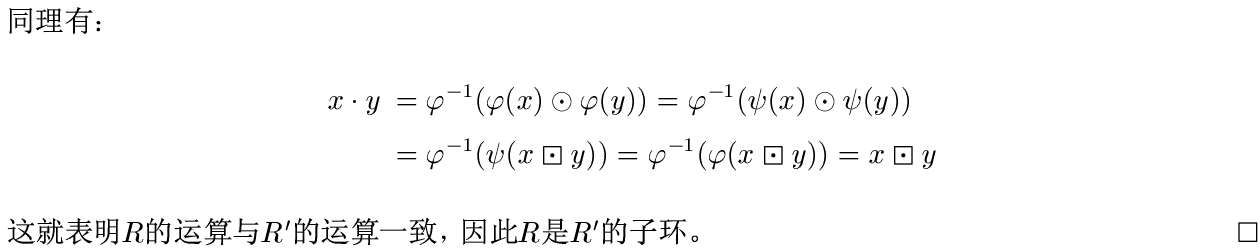 同理有：
x · y = φ⁻¹(φ(x) ⊙ φ(y)) = φ⁻¹(ψ(x) ⊙ ψ(y))
= φ⁻¹(ψ(x ⊡ y)) = φ⁻¹(φ(x ⊡ y)) = x ⊡ y
这就表明R的运算与R′的运算一致，因此R是R′的子环。 □